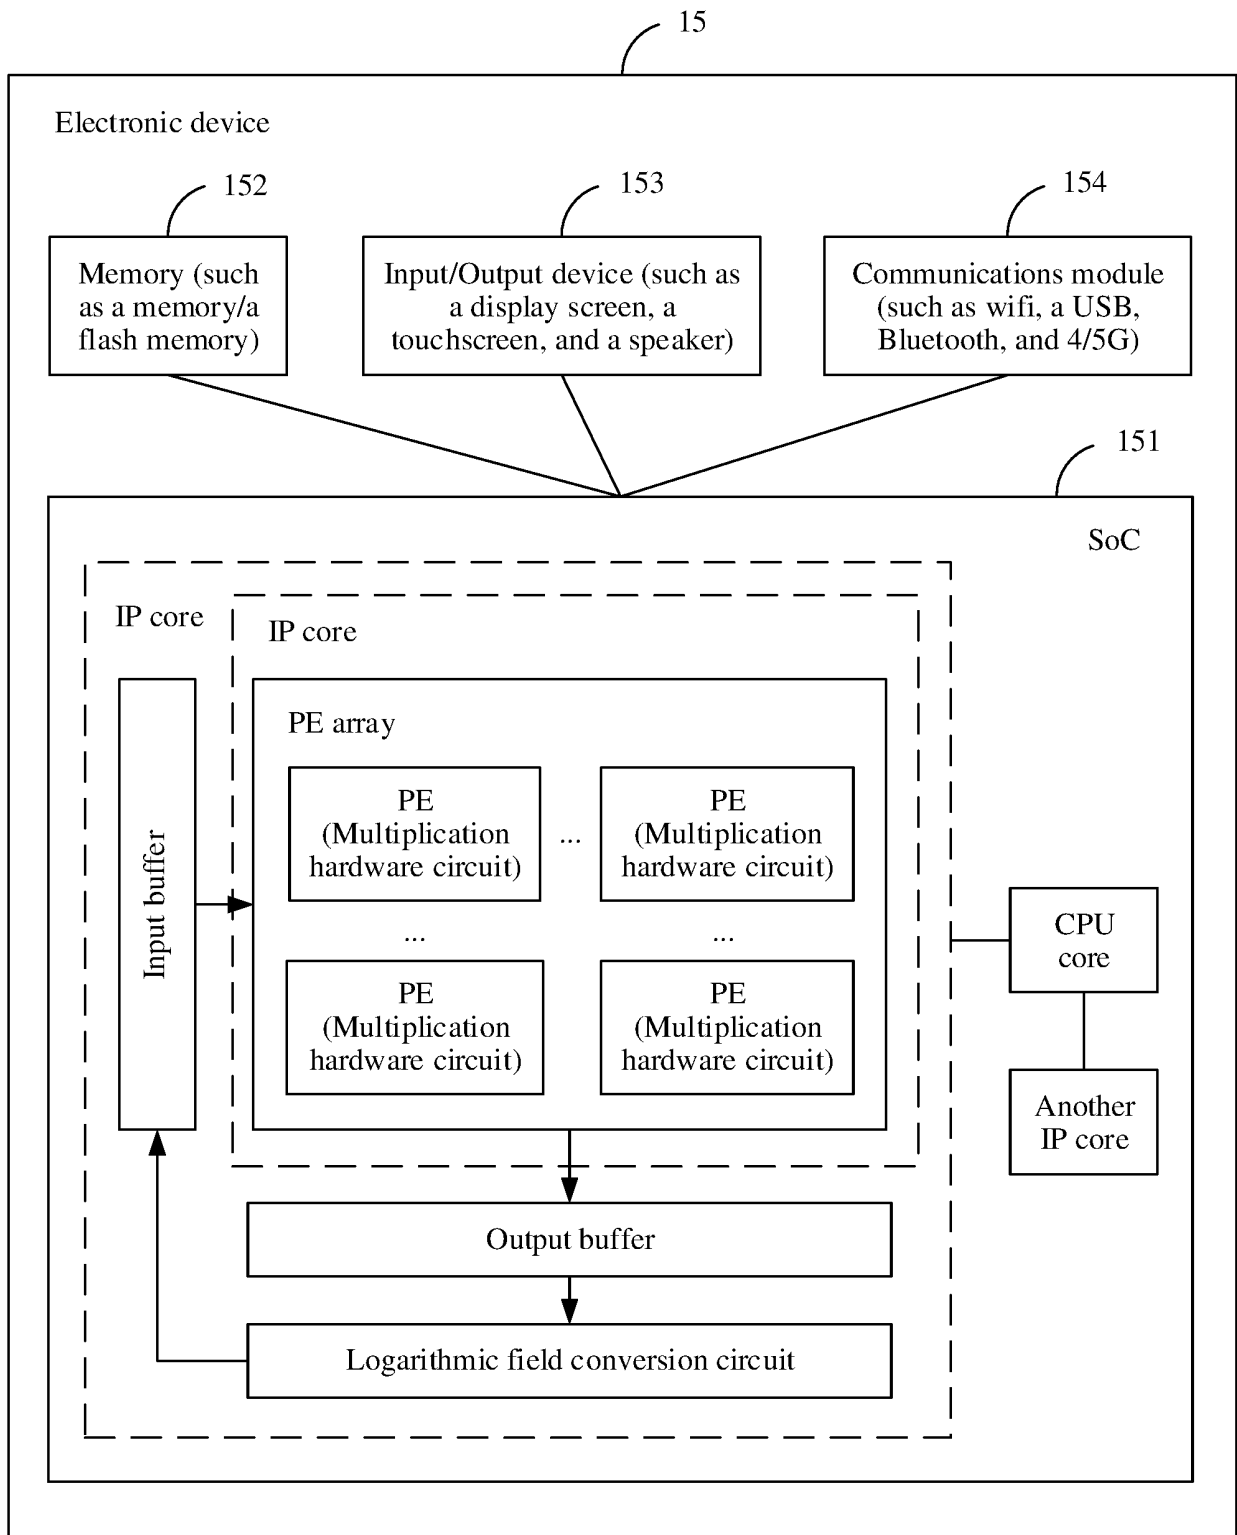 15
Electronic device
152
153
154
Memory (such
as a memory/a
flash memory)
Input/Output device (such as
a display screen, a
touchscreen, and a speaker)
Communications module
(such as wifi, a USB,
Bluetooth, and 4/5G)
151
SoC
IP core
IP core
PE array
PE
(Multiplication
hardware circuit)
...
PE
(Multiplication
hardware circuit)
Input buffer
...
...
PE
(Multiplication
hardware circuit)
PE
(Multiplication
hardware circuit)
CPU
core
Another
IP core
Output buffer
Logarithmic field conversion circuit